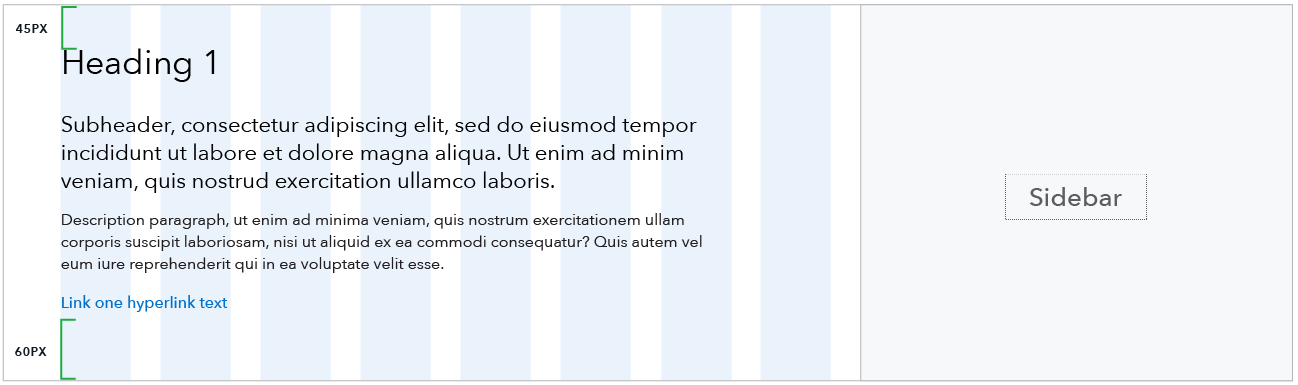 45PX
Heading 1
Subheader, consectetur adipiscing elit, sed do eiusmod tempor
incididunt ut labore et dolore magna aliqua. Ut enim ad minim
veniam, quis nostrud exercitation ullamco laboris.
Description paragraph, ut enim ad minima veniam, quis nostrum exercitationem ullam
corporis suscipit laboriosam, nisi ut aliquid ex ea commodi consequatur? Quis autem vel
eum iure reprehenderit qui in ea voluptate velit esse.
Link one hyperlink text
60PX
Sidebar